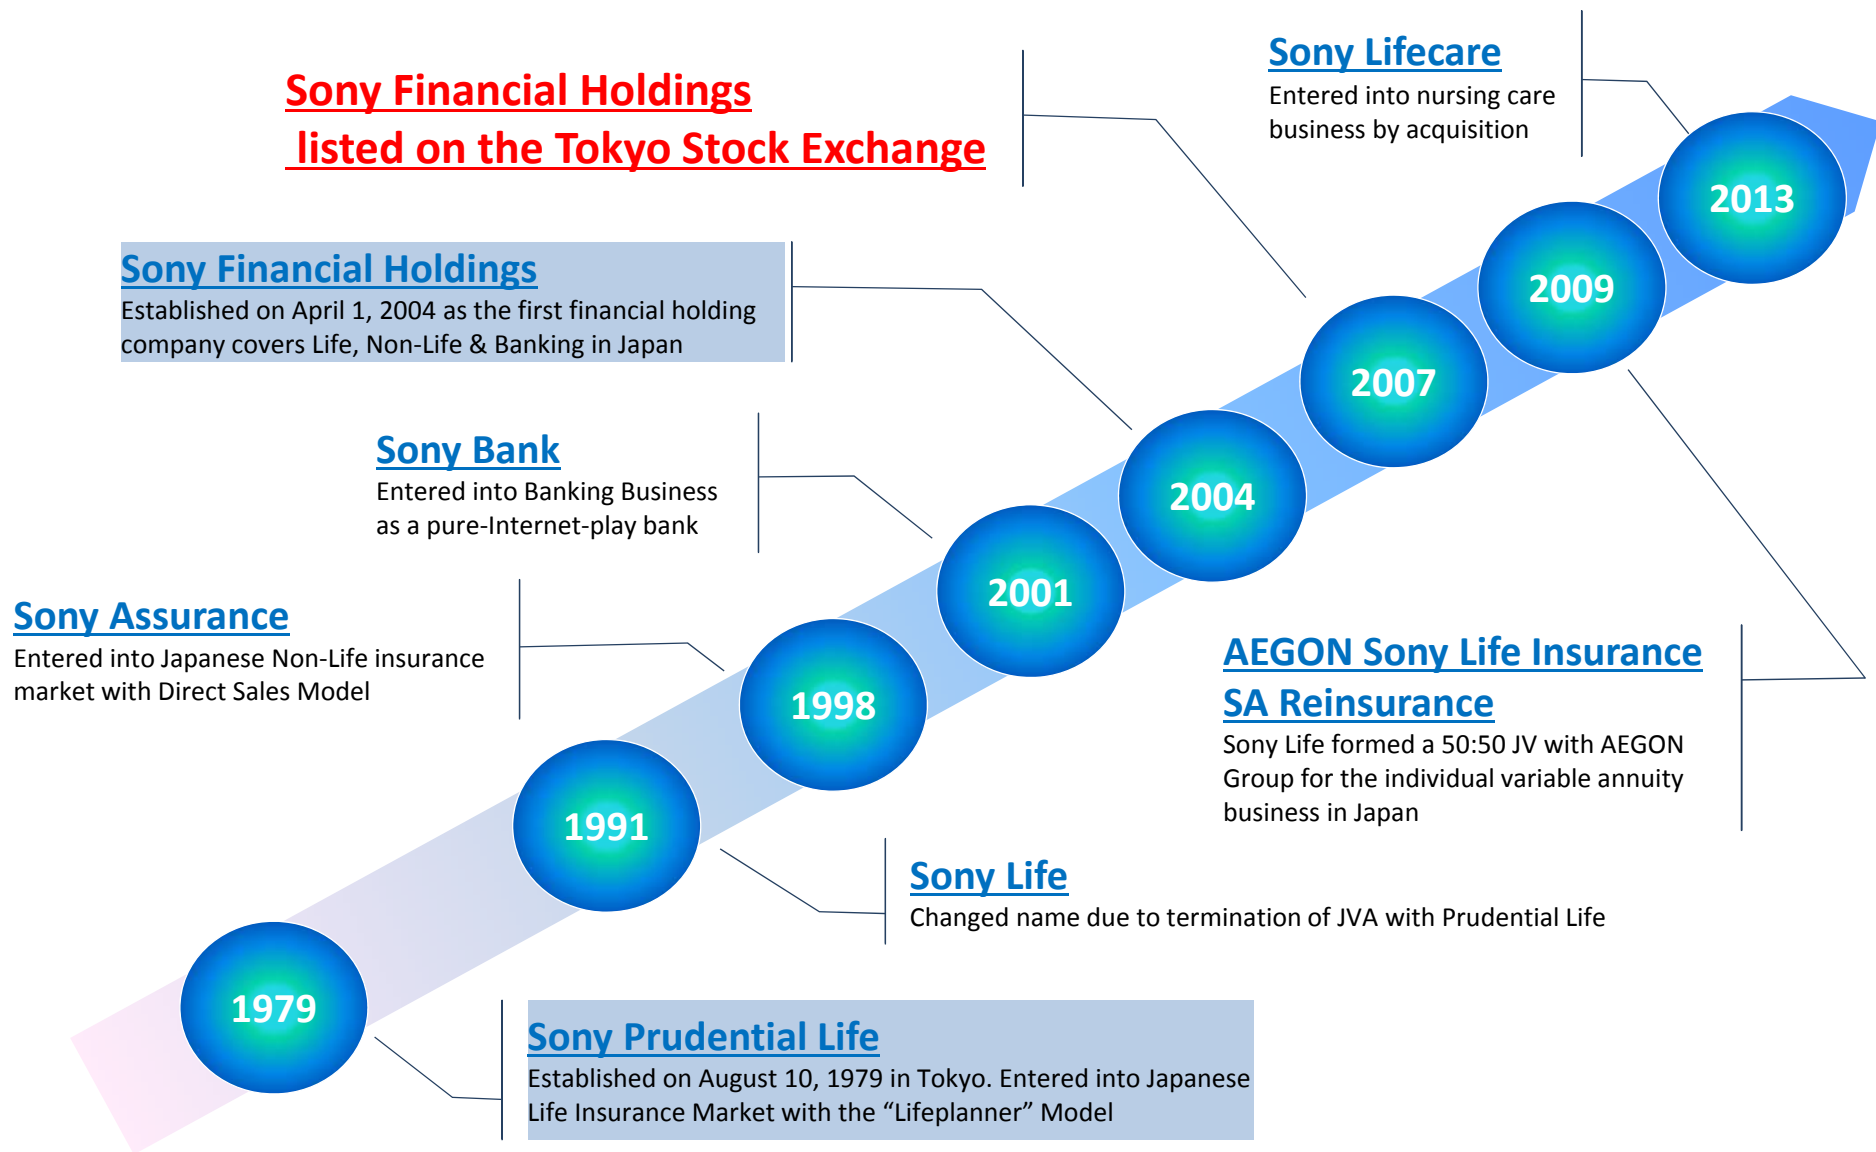 Sony Lifecare
Entered into nursing care
business by acquisition
Sony Financial Holdings
listed on the Tokyo Stock Exchange
2013
Sony Financial Holdings
Established on April 1, 2004 as the first financial holding
company covers Life, Non-Life & Banking in Japan
2009
2007
Sony Bank
Entered into Banking Business
as a pure-Internet-play bank
2004
2001
Sony Assurance
Entered into Japanese Non-Life insurance
market with Direct Sales Model
AEGON Sony Life Insurance
SA Reinsurance
Sony Life formed a 50:50 JV with AEGON
Group for the individual variable annuity
business in Japan
1998
1991
Sony Life
Changed name due to termination of JVA with Prudential Life
1979
Sony Prudential Life
Established on August 10, 1979 in Tokyo. Entered into Japanese
Life Insurance Market with the “Lifeplanner” Model